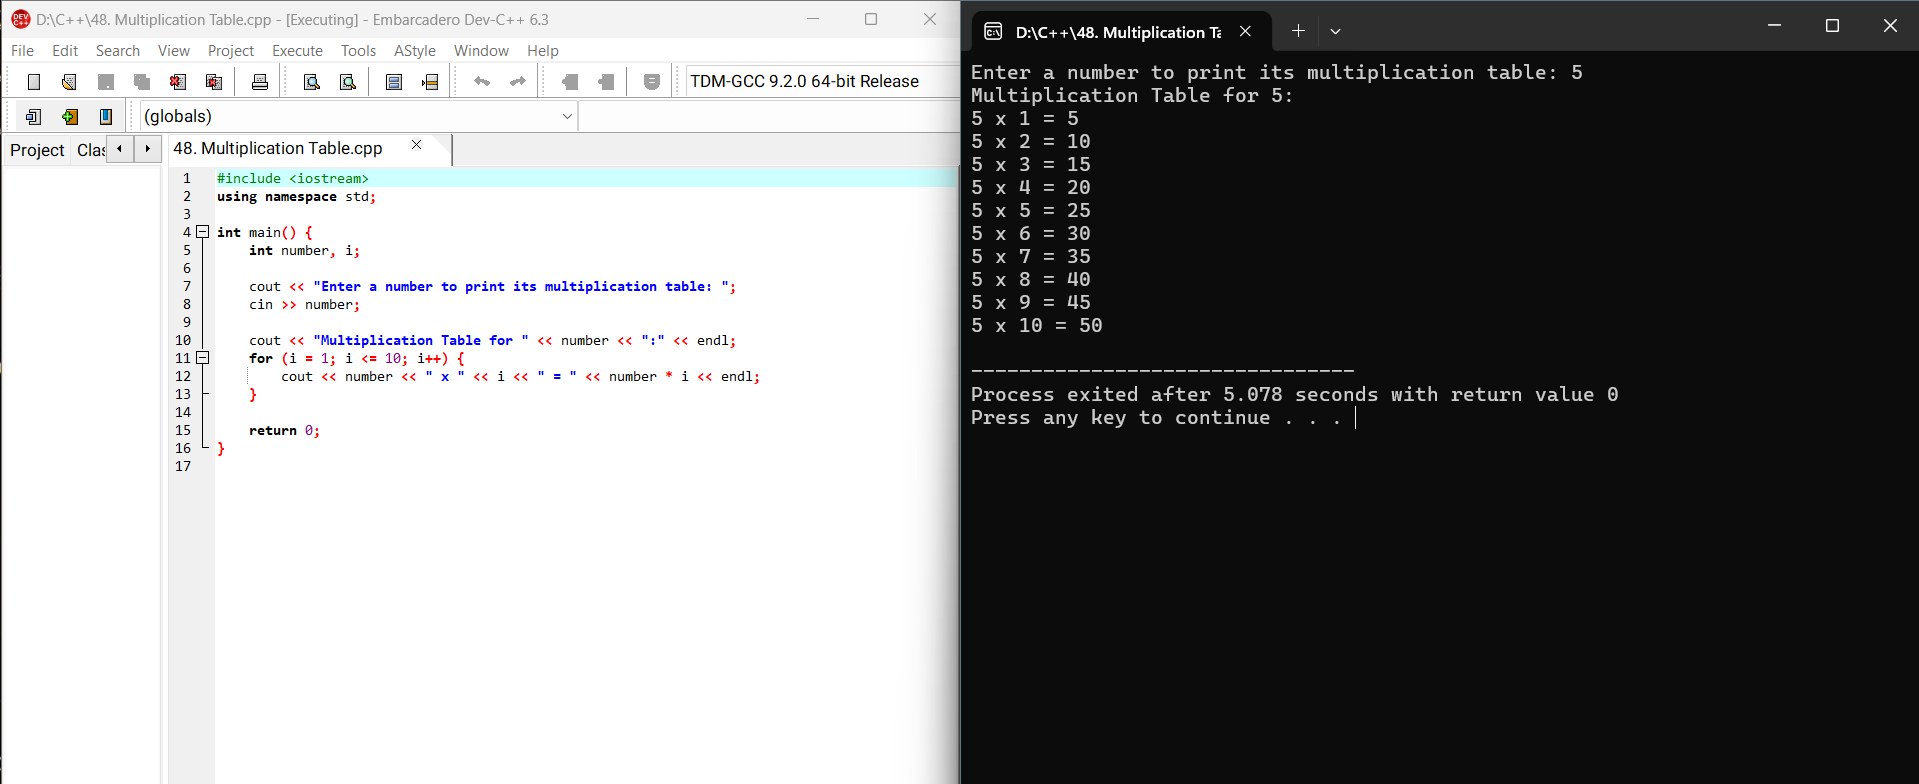 D:\C++\48. Multiplication Table.cpp - [Executing] - Embarcadero Dev-C++ 6.3
File Edit Search View Project Execute Tools AStyle Window Help
TDM-GCC 9.2.0 64-bit Release
(globals)
Project Clas
48. Multiplication Table.cpp
1 #include <iostream>
2 using namespace std;
3
4 int main() {
5     int number, i;
6
7     cout << "Enter a number to print its multiplication table: ";
8     cin >> number;
9
10     cout << "Multiplication Table for " << number << ":" << endl;
11     for (i = 1; i <= 10; i++) {
12         cout << number << " x " << i << " = " << number * i << endl;
13     }
14
15     return 0;
16 }
17
D:\C++\48. Multiplication Ta
Enter a number to print its multiplication table: 5
Multiplication Table for 5:
5 x 1 = 5
5 x 2 = 10
5 x 3 = 15
5 x 4 = 20
5 x 5 = 25
5 x 6 = 30
5 x 7 = 35
5 x 8 = 40
5 x 9 = 45
5 x 10 = 50
--------------------------------
Process exited after 5.078 seconds with return value 0
Press any key to continue . . .